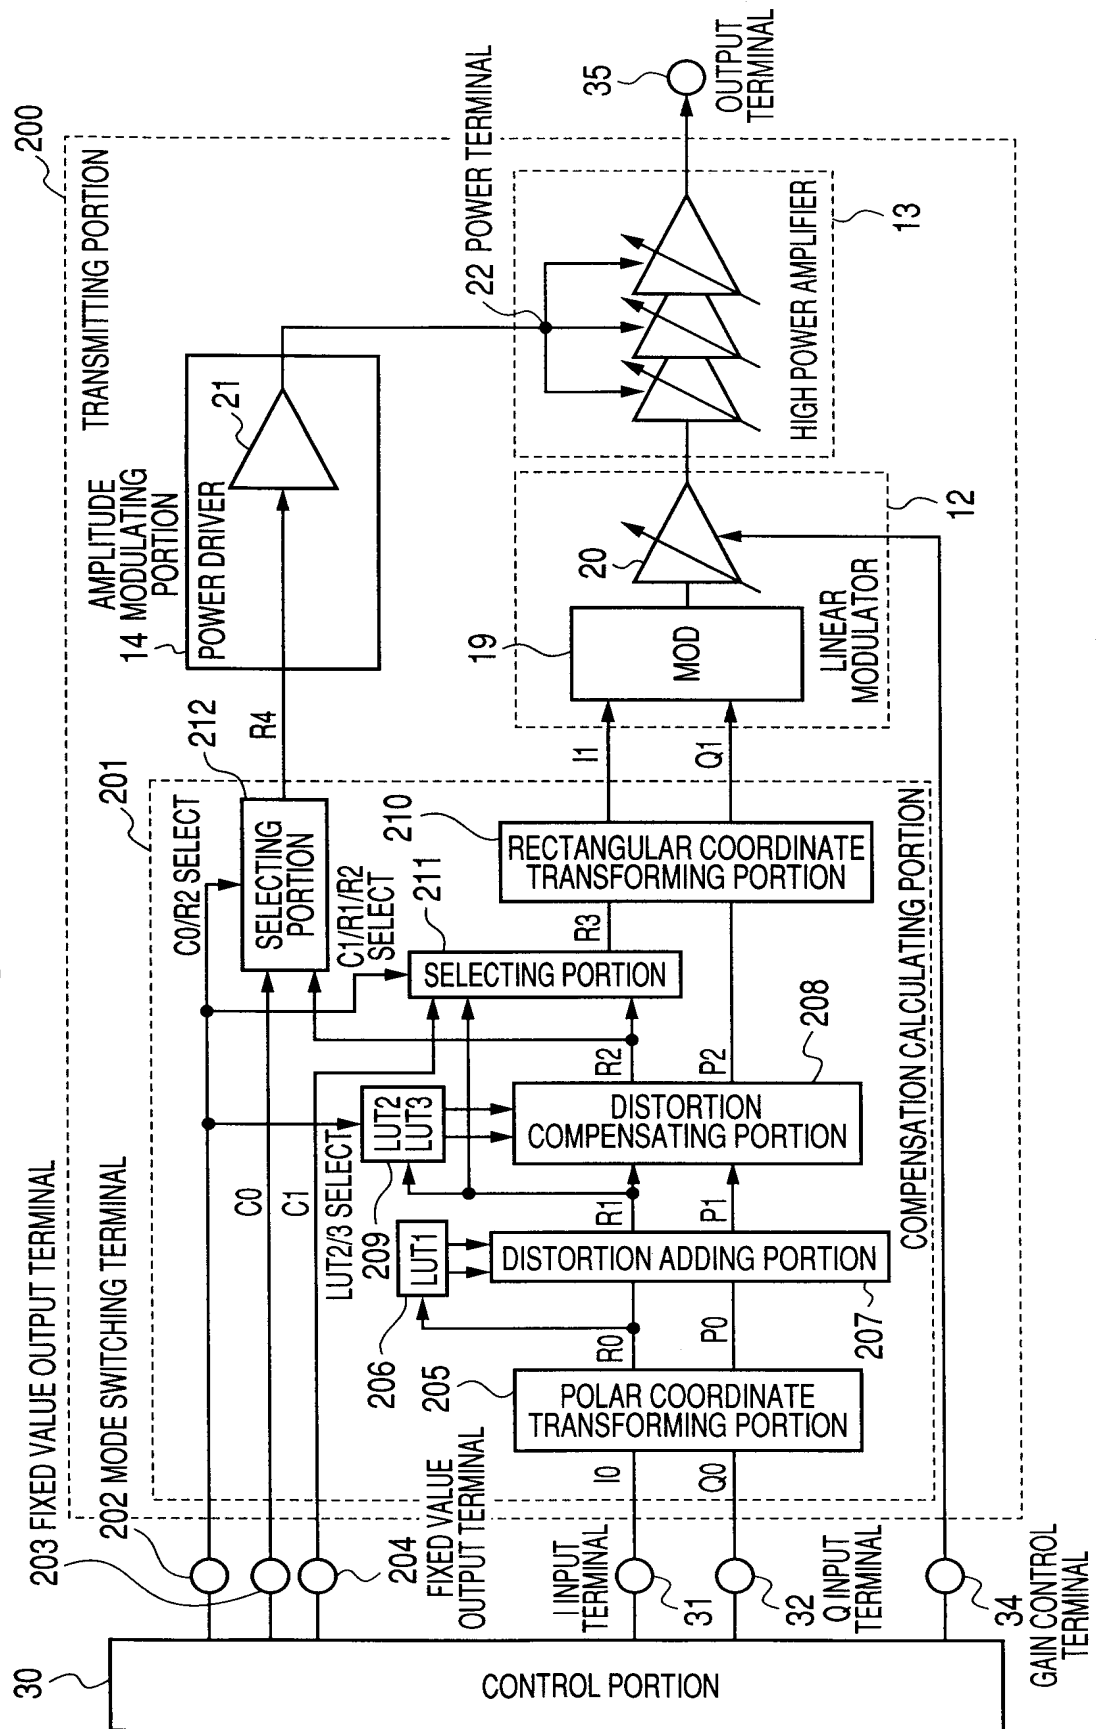 200
TRANSMITTING PORTION
203 FIXED VALUE OUTPUT TERMINAL
202 MODE SWITCHING TERMINAL
204
FIXED VALUE
OUTPUT TERMINAL
30
CONTROL PORTION
I INPUT
TERMINAL
31
32
Q INPUT
TERMINAL
34
GAIN CONTROL
TERMINAL
201
C0/R2 SELECT
C0
C1
LUT2/3 SELECT
C1/R1/R2
SELECT
212
SELECTING
PORTION
R4
AMPLITUDE
14 MODULATING
PORTION
POWER DRIVER
21
22 POWER TERMINAL
I0
Q0
205
POLAR COORDINATE
TRANSFORMING PORTION
R0
P0
206
LUT1
DISTORTION ADDING PORTION
207
R1
P1
209
LUT2
LUT3
DISTORTION
COMPENSATING PORTION
208
R2
P2
211
SELECTING PORTION
R3
210
RECTANGULAR COORDINATE
TRANSFORMING PORTION
COMPENSATION CALCULATING PORTION
I1
Q1
19
MOD
20
LINEAR
MODULATOR
12
HIGH POWER AMPLIFIER
13
35
OUTPUT
TERMINAL